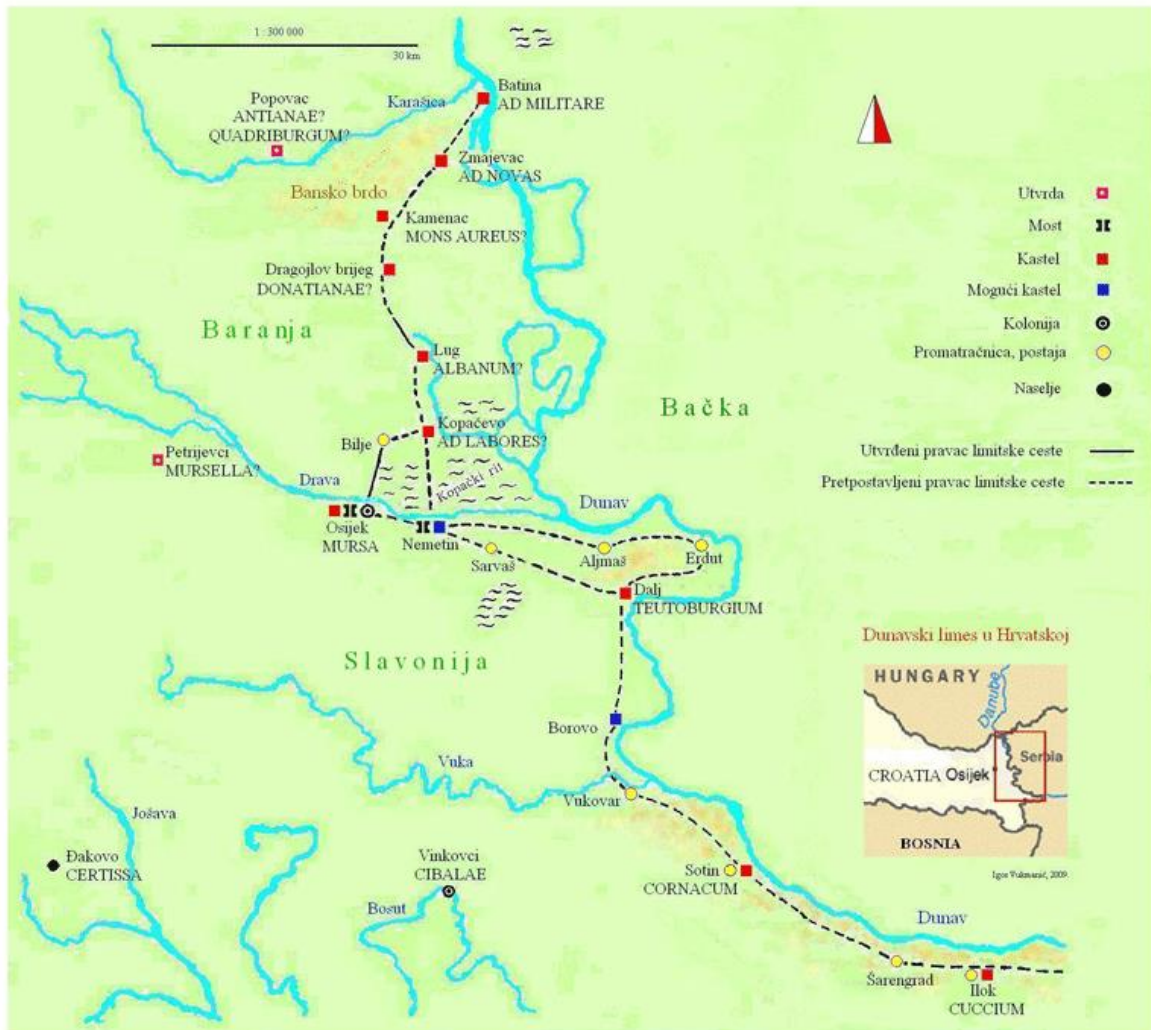 1 : 300 000
30 km
Batina
AD MILITARE
Karašica
Popovac
ANTIANAE?
QUADRIBURGUM?
Zmajevac
AD NOVAS
Bansko brdo
Kamenac
MONS AUREUS?
Dragojlov brijeg
DONATIANAE?
Baranja
Lug
ALBANUM?
Bačka
Kopačevo
AD LABORES?
Bilje
Petrijevci
MURSELLA?
Kopački rit
Drava
Dunav
Osijek
MURSA
Nemetin
Sarvaš
Aljmaš
Erdut
Dalj
TEUTOBURGIUM
Slavonija
Borovo
Vuka
Vukovar
Jošava
Đakovo
CERTISSA
Vinkovci
CIBALAE
Bosut
Sotin
CORNACUM
Dunav
Šarengrad
Ilok
CUCCIUM
Utvrda
Most
Kastel
Mogući kastel
Kolonija
Promatračnica, postaja
Naselje
Utvrđeni pravac limitske ceste
Pretpostavljeni pravac limitske ceste
Dunavski limes u Hrvatskoj
HUNGARY
Danube
Serbia
CROATIA Osijek
BOSNIA
Igor Vukmanić, 2009.